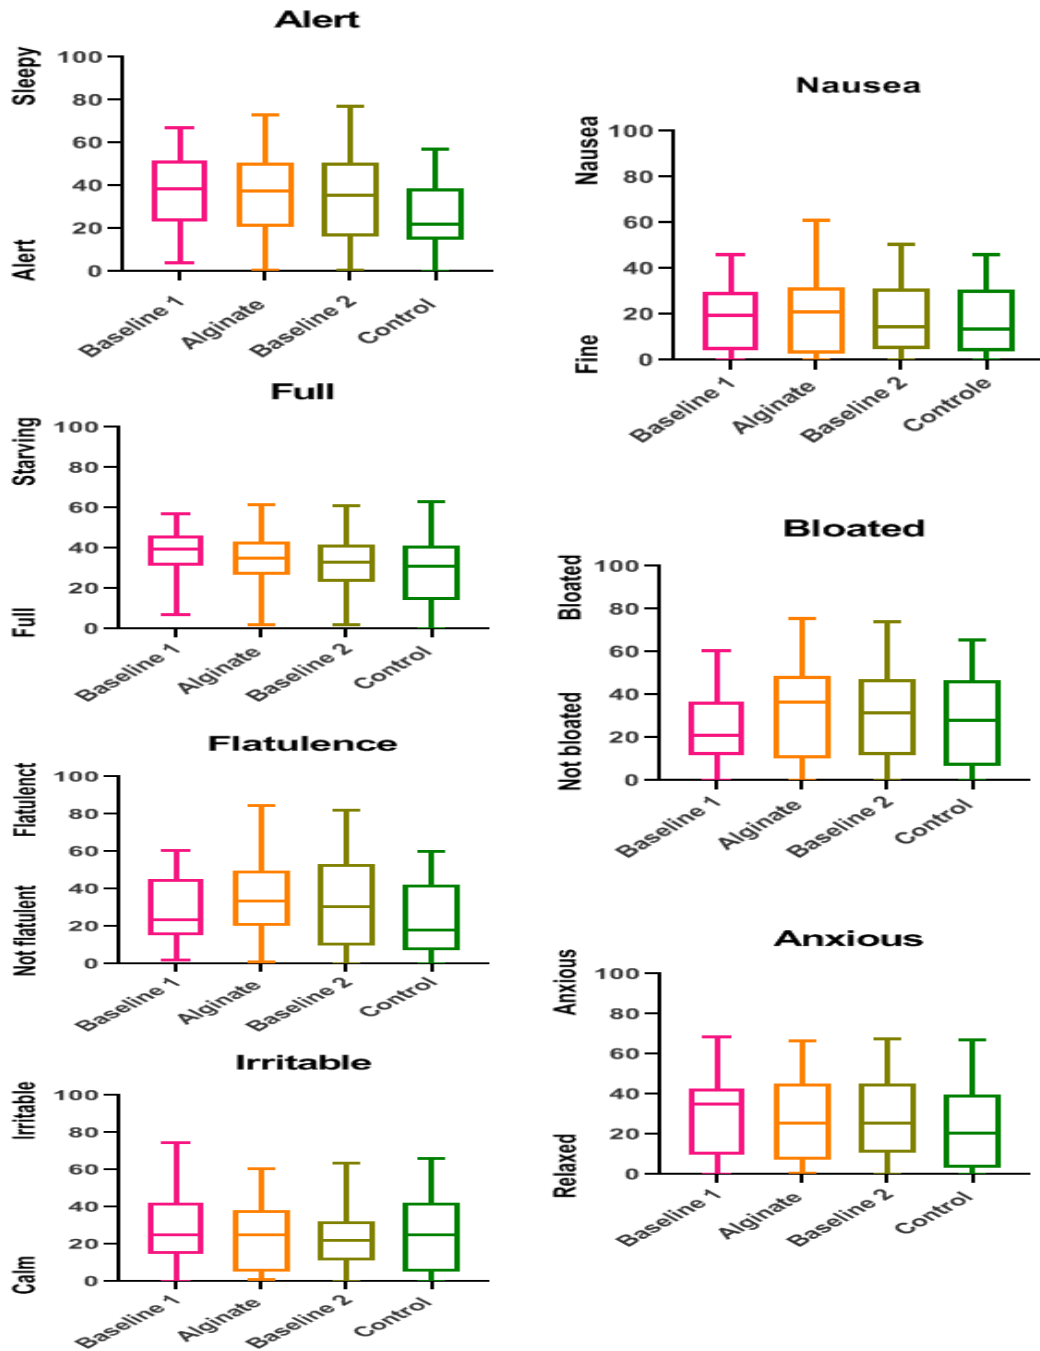 Alert
Sleepy
Alert
100
80
60
40
20
0
Baseline 1
Alginate
Baseline 2
Control
Nausea
Nausea
Fine
100
80
60
40
20
0
Baseline 1
Alginate
Baseline 2
Controle
Full
Starving
Full
100
80
60
40
20
0
Baseline 1
Alginate
Baseline 2
Control
Bloated
Bloated
Not bloated
100
80
60
40
20
0
Baseline 1
Alginate
Baseline 2
Control
Flatulence
Flatulenct
Not flatulent
100
80
60
40
20
0
Baseline 1
Alginate
Baseline 2
Control
Anxious
Anxious
Relaxed
100
80
60
40
20
0
Baseline 1
Alginate
Baseline 2
Control
Irritable
Irritable
Calm
100
80
60
40
20
0
Baseline 1
Alginate
Baseline 2
Control